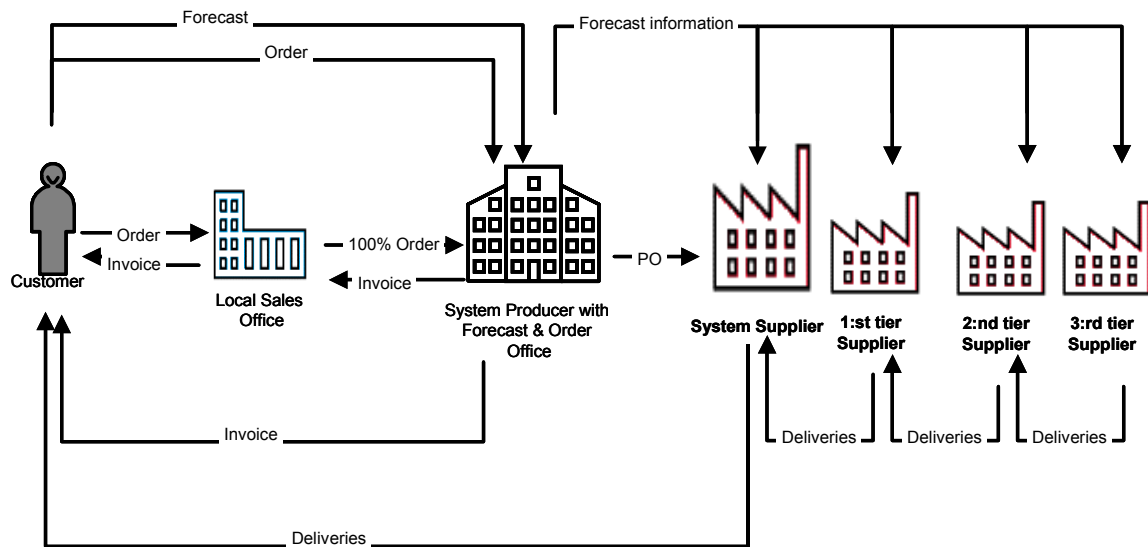 Forecast
Forecast information
Order
Order
100% Order
PO
Invoice
Invoice
Customer
Local Sales
Office
System Producer with
Forecast & Order
Office
System Supplier
1:st tier
Supplier
2:nd tier
Supplier
3:rd tier
Supplier
Invoice
Deliveries
Deliveries
Deliveries
Deliveries